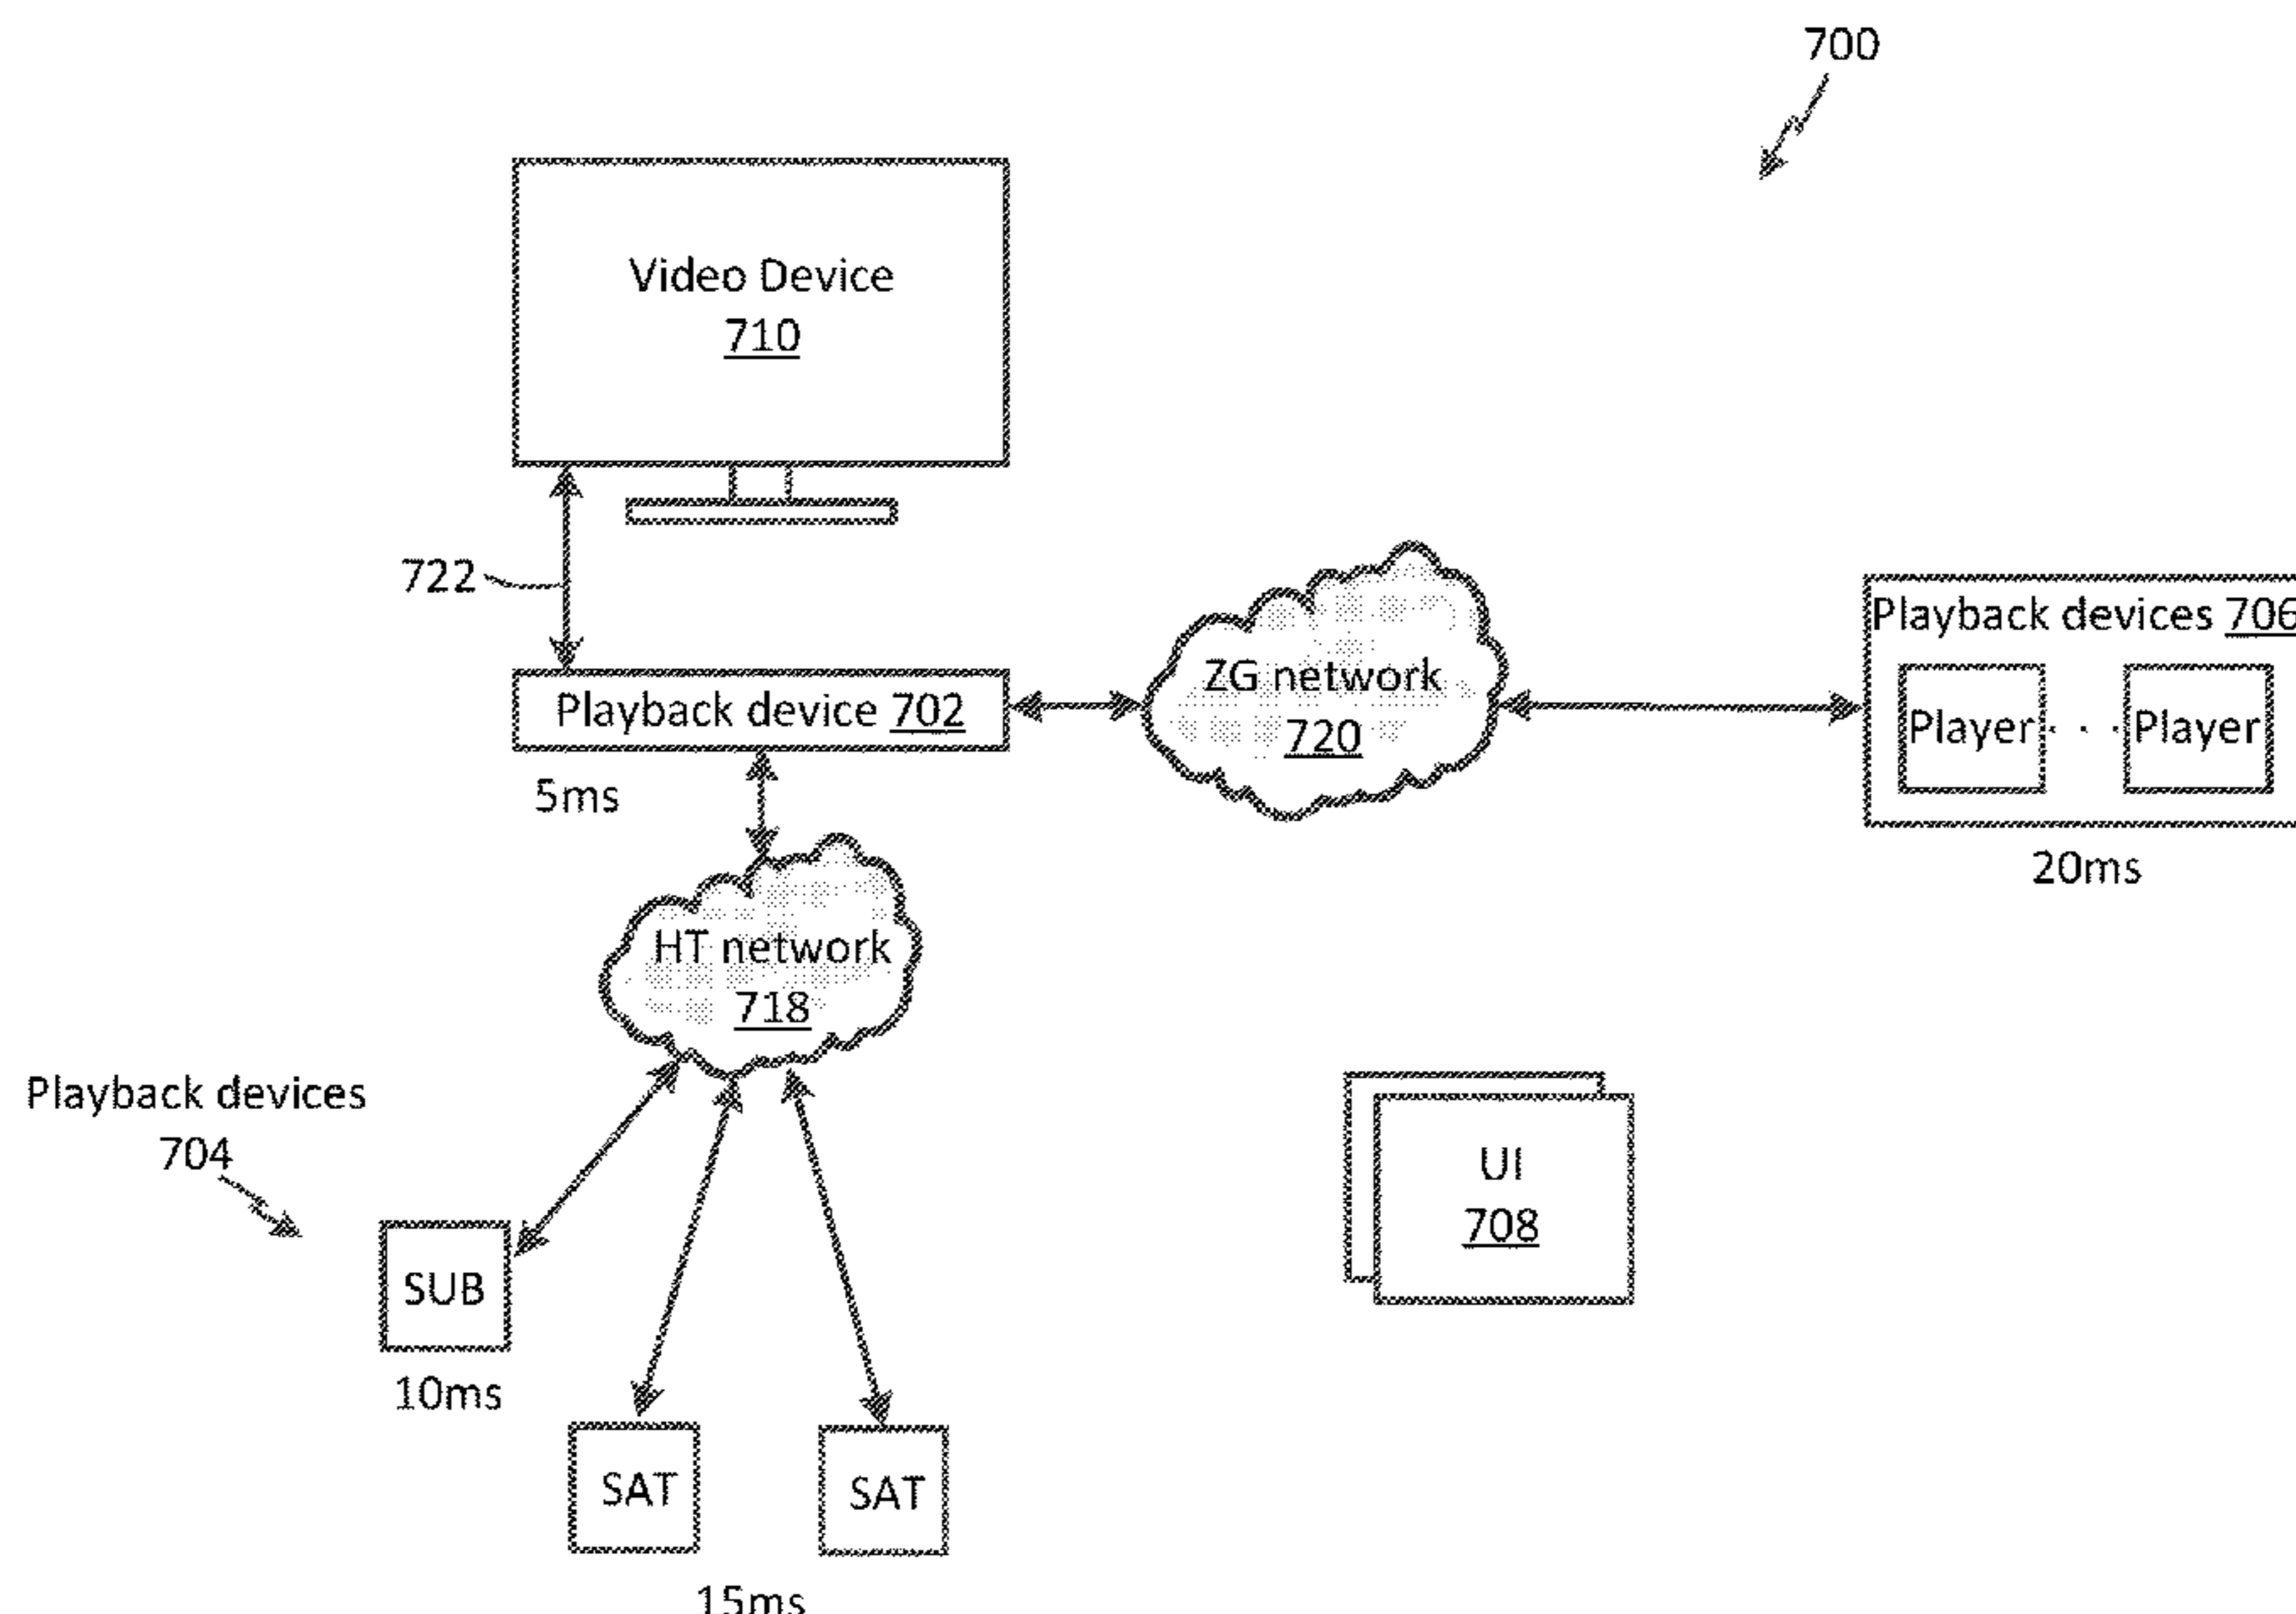 700
Video Device
710
722
Playback device 702
5ms
ZG network
720
Playback devices 706
Player · · · Player
20ms
HT network
718
Playback devices
704
SUB
10ms
SAT
SAT
15ms
UI
708